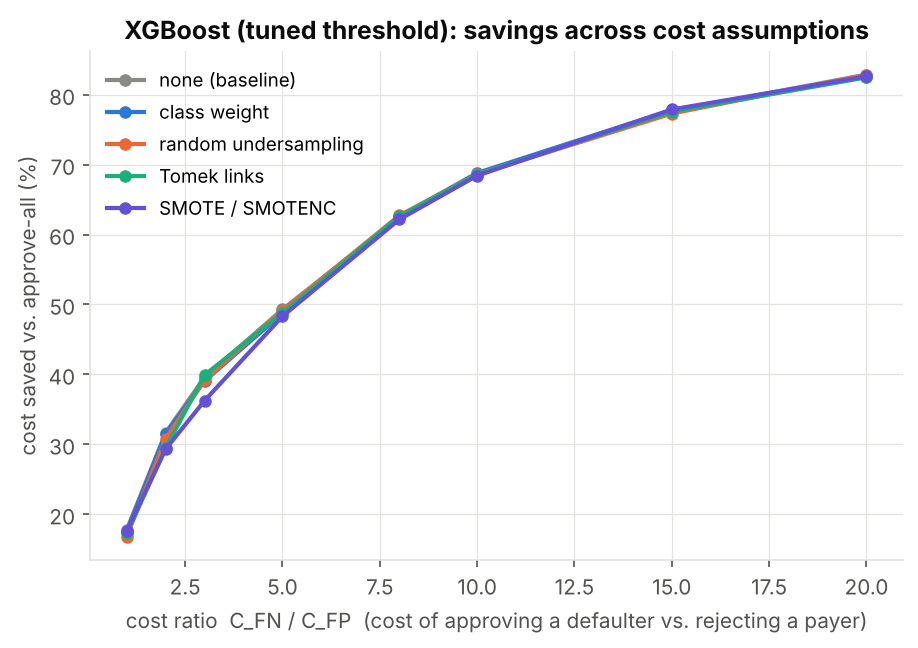 XGBoost (tuned threshold): savings across cost assumptions
none (baseline)
class weight
random undersampling
Tomek links
SMOTE / SMOTENC
cost saved vs. approve-all (%)
80
70
60
50
40
30
20
2.5 5.0 7.5 10.0 12.5 15.0 17.5 20.0
cost ratio C_FN / C_FP (cost of approving a defaulter vs. rejecting a payer)